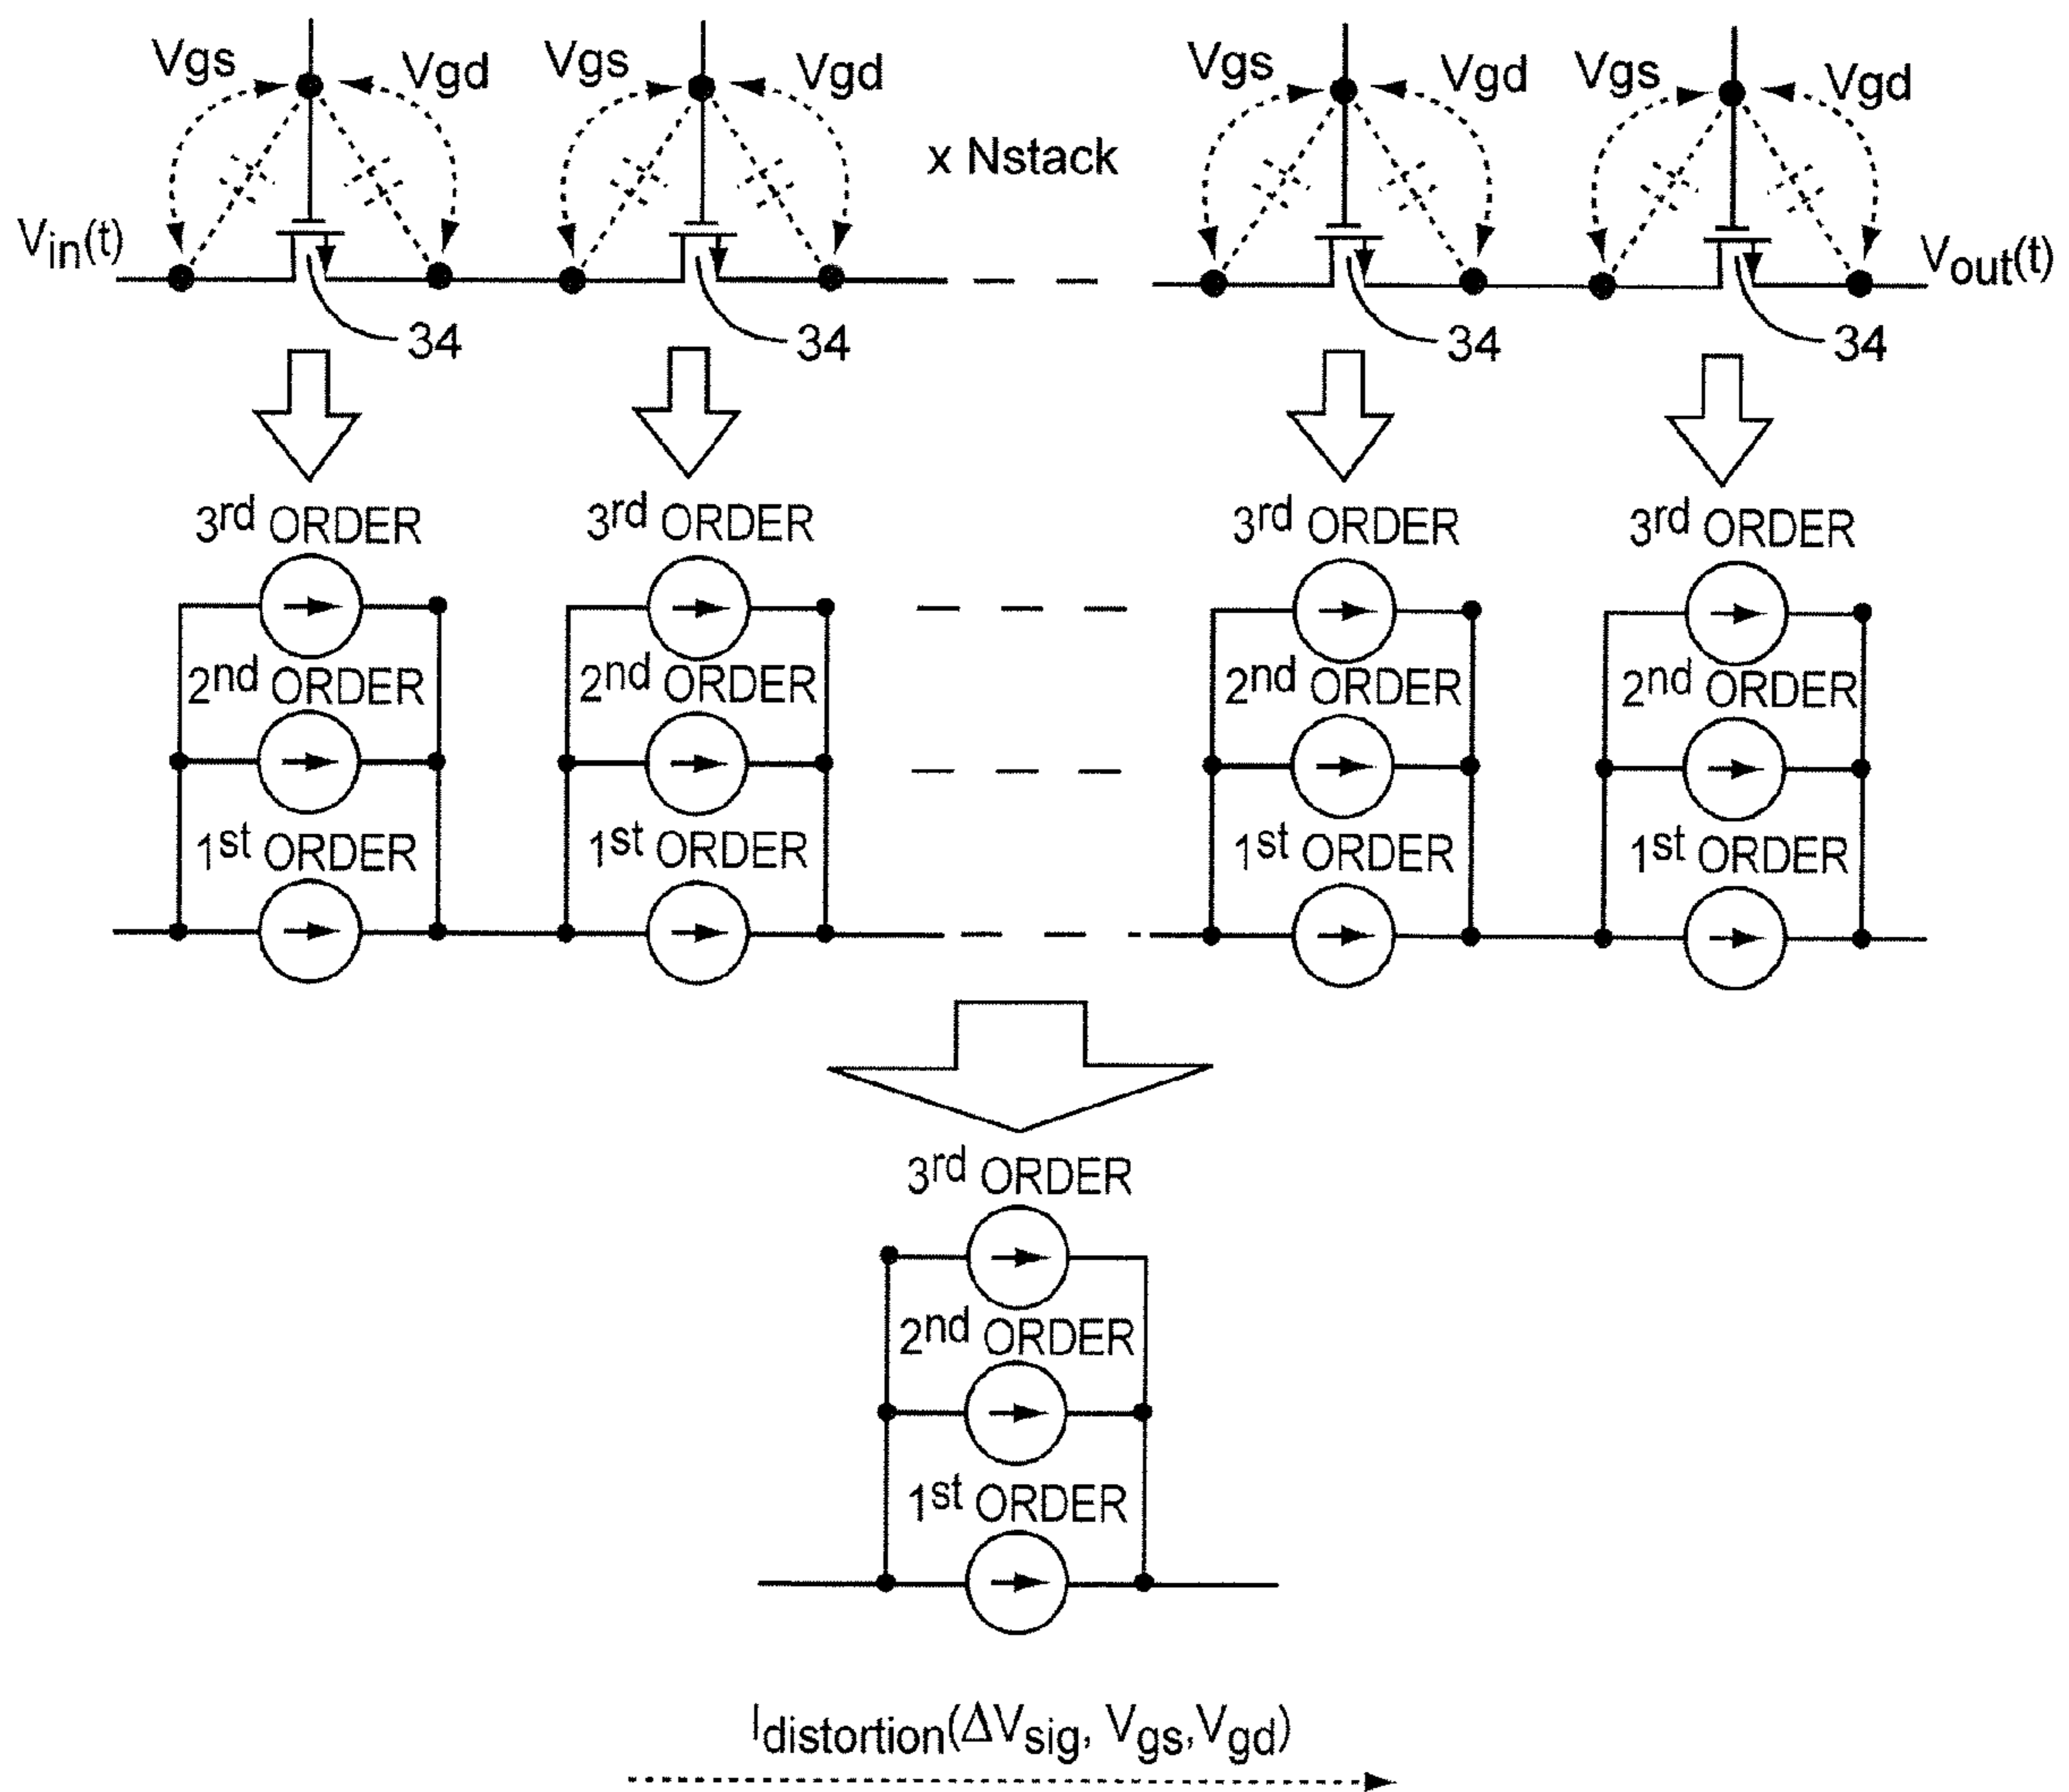 Vgs Vgd Vgs Vgd Vgs Vgd Vgs Vgd
x Nstack
Vin(t) Vout(t)
34 34 34 34
3rd ORDER 3rd ORDER 3rd ORDER 3rd ORDER
2nd ORDER 2nd ORDER 2nd ORDER 2nd ORDER
1st ORDER 1st ORDER 1st ORDER 1st ORDER
3rd ORDER
2nd ORDER
1st ORDER
Idistortion(ΔVsig, Vgs,Vgd)